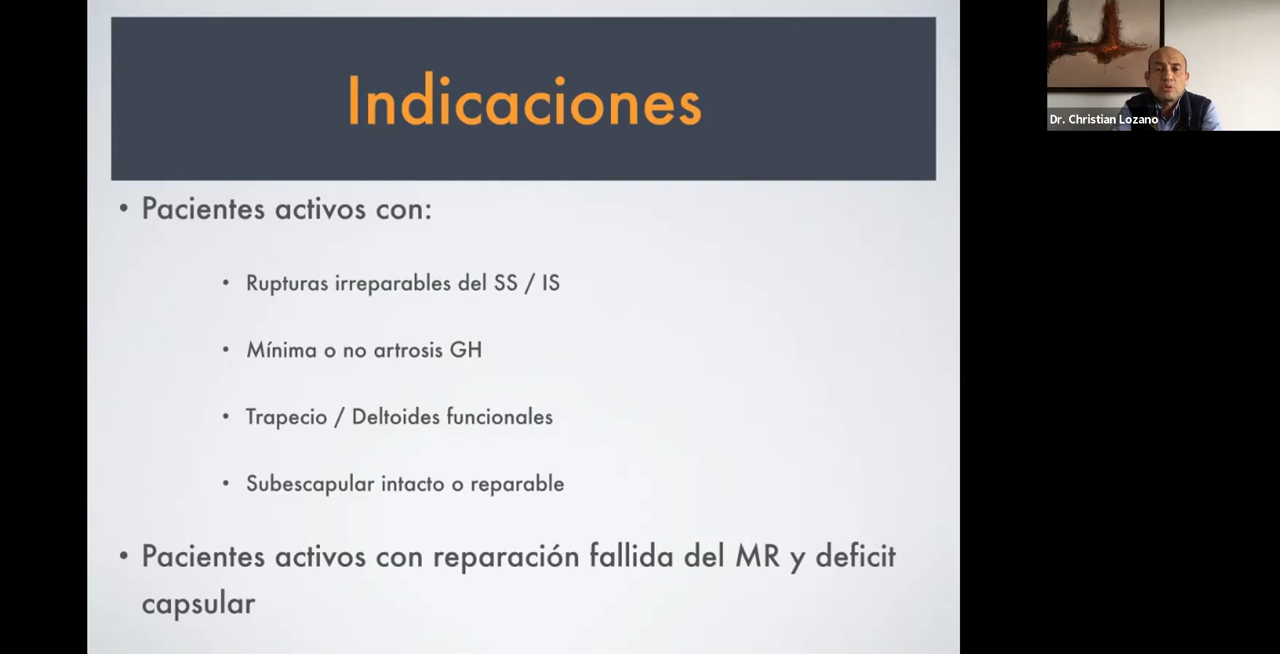 Indicaciones
• Pacientes activos con:
• Rupturas irreparables del SS / IS
• Mínima o no artrosis GH
• Trapecio / Deltoides funcionales
• Subescapular intacto o reparable
• Pacientes activos con reparación fallida del MR y deficit
capsular
Dr. Christian Lozano